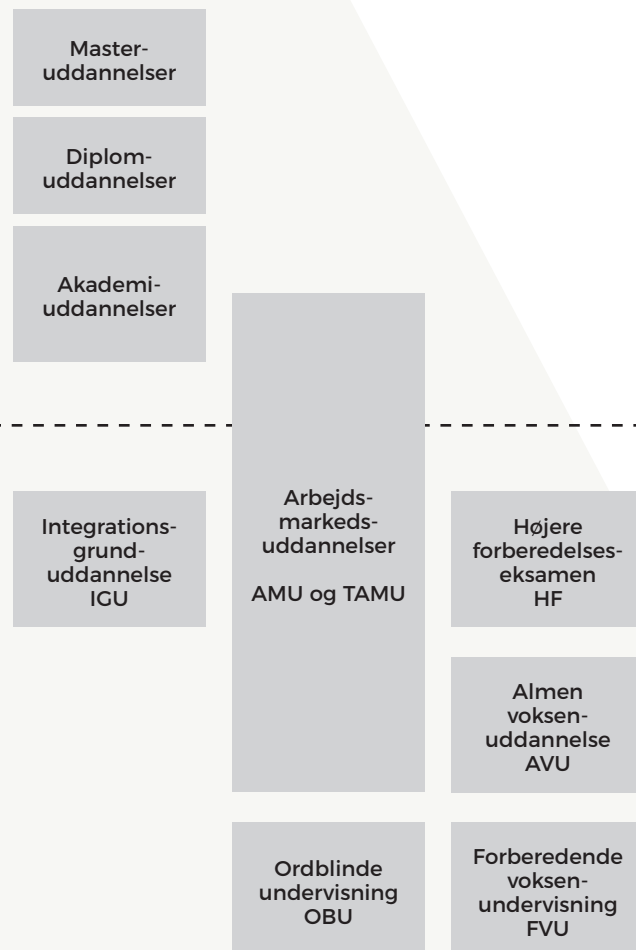 Master-
uddannelser
Diplom-
uddannelser
Akademi-
uddannelser
Integrations-
grund-
uddannelse
IGU
Arbejds-
markeds-
uddannelser
AMU og TAMU
Højere
forberedelses-
eksamen
HF
Almen
voksen-
uddannelse
AVU
Ordblinde
undervisning
OBU
Forberedende
voksen-
undervisning
FVU